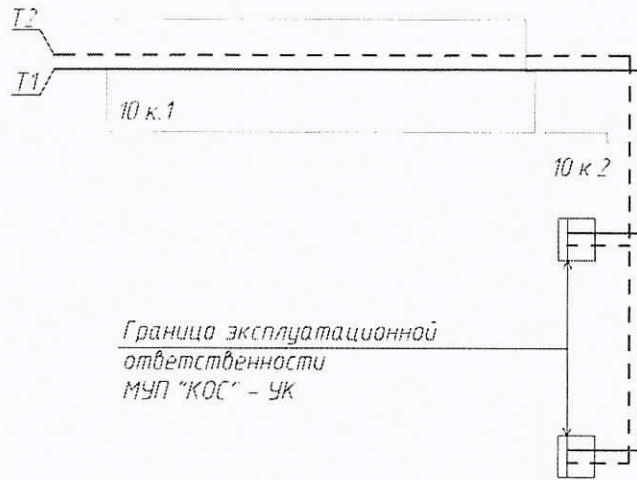 Т2
Т1
10 к.1
10 к 2
Граница эксплуатационной
ответственности
МУП "КОС" - УК